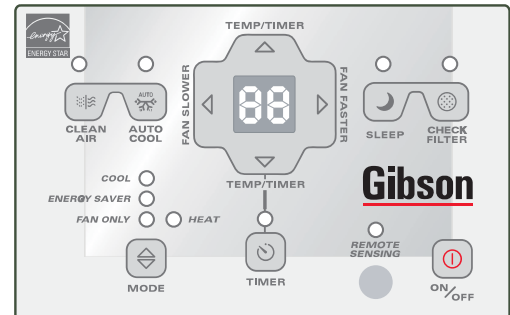 TEMP/TIMER
energy
ENERGY STAR
FAN SLOWER
88
FAN FASTER
AUTO
CLEAN AIR
AUTO COOL
SLEEP
CHECK FILTER
TEMP/TIMER
COOL
ENERGY SAVER
FAN ONLY
HEAT
Gibson
REMOTE SENSING
MODE
TIMER
ON/OFF